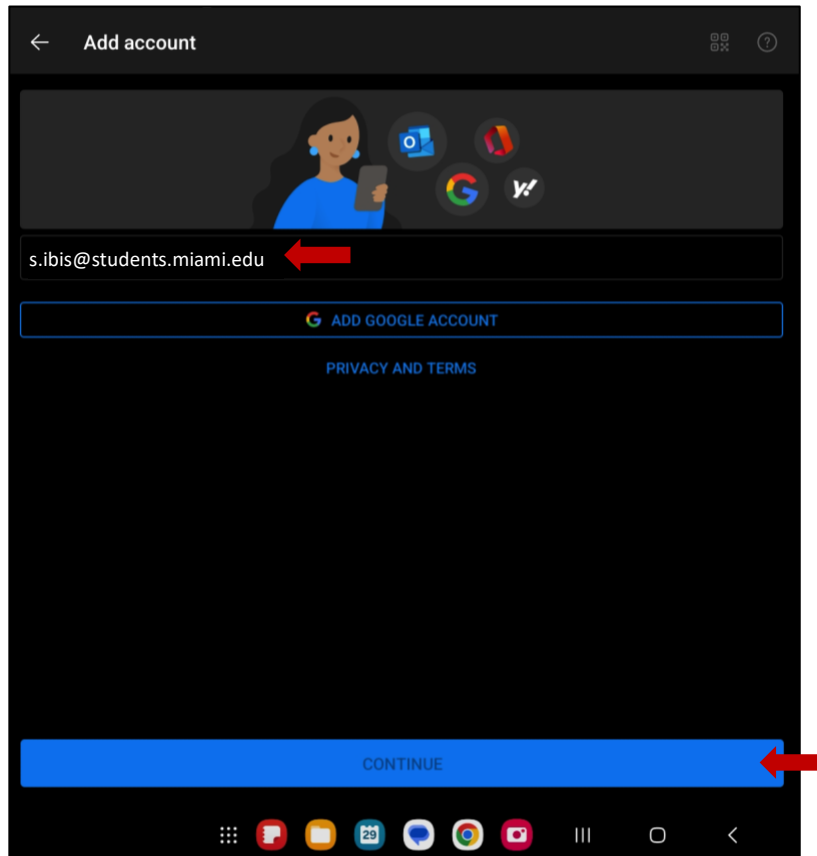 Add account
s.ibis@students.miami.edu
ADD GOOGLE ACCOUNT
PRIVACY AND TERMS
CONTINUE
29